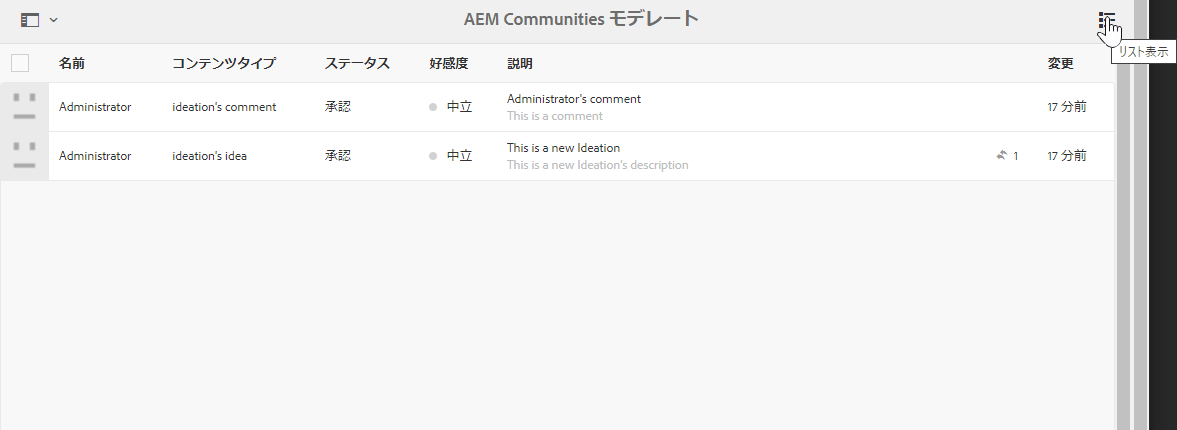 AEM Communities モデレート
リスト表示
名前 コンテンツタイプ ステータス 好感度 説明 変更
Administrator ideation's comment 承認 中立 Administrator's comment 17 分前
This is a comment
Administrator ideation's idea 承認 中立 This is a new Ideation 1 17 分前
This is a new Ideation's description